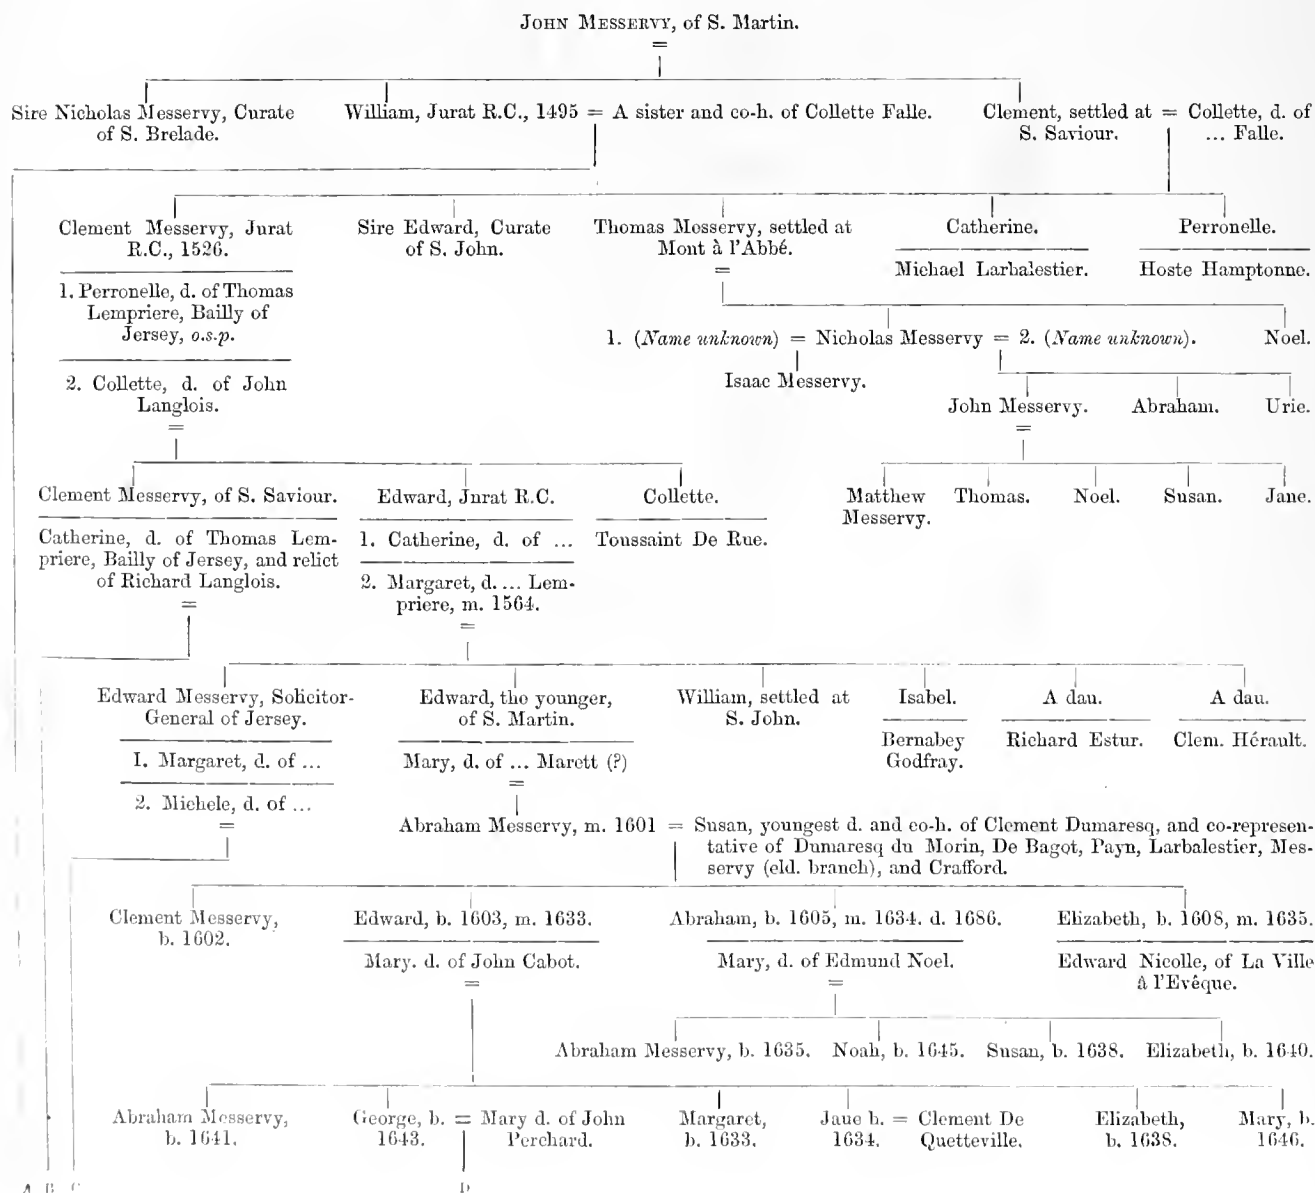 JOHN MESSERVY, of S. Martin.
=
Sire Nicholas Messervy, Curate
of S. Brelade.
William, Jurat R.C., 1495 = A sister and co-h. of Collette Falle.
Clement, settled at = Collette, d. of
S. Saviour. ... Falle.
Clement Messervy, Jurat
R.C., 1526.
1. Perronelle, d. of Thomas
Lempriere, Bailly of
Jersey, o.s.p.
2. Collette, d. of John
Langlois.
=
Sire Edward, Curate
of S. John.
Thomas Messervy, settled at
Mont à l'Abbé.
=
Catherine.
Michael Larbalestier.
Perronelle.
Hoste Hamptonne.
1. (Name unknown) = Nicholas Messervy = 2. (Name unknown).
Noel.
Isaac Messervy.
John Messervy.
=
Abraham.
Urie.
Clement Messervy, of S. Saviour.
Catherine, d. of Thomas Lem-
priere, Bailly of Jersey, and relict
of Richard Langlois.
=
Edward, Jurat R.C.
1. Catherine, d. of ...
2. Margaret, d. ... Lem-
priere, m. 1564.
=
Collette.
Toussaint De Rue.
Matthew
Messervy.
Thomas.
Noel.
Susan.
Jane.
Edward Messervy, Solicitor-
General of Jersey.
1. Margaret, d. of ...
2. Michele, d. of ...
=
Edward, the younger,
of S. Martin.
Mary, d. of ... Marett (?)
=
William, settled at
S. John.
Isabel.
Bernabey
Godfray.
A dau.
Richard Estur.
A dau.
Clem. Hérault.
Abraham Messervy, m. 1601 = Susan, youngest d. and co-h. of Clement Dumaresq, and co-represen-
tative of Dumaresq du Morin, De Bagot, Payn, Larbalestier, Mes-
servy (eld. branch), and Crafford.
Clement Messervy,
b. 1602.
Edward, b. 1603, m. 1633.
Mary. d. of John Cabot.
=
Abraham, b. 1605, m. 1634. d. 1686.
Mary, d. of Edmund Noel.
=
Elizabeth, b. 1608, m. 1635.
Edward Nicolle, of La Ville
à l'Evêque.
Abraham Messervy, b. 1635. Noah, b. 1645. Susan, b. 1638. Elizabeth, b. 1640.
Abraham Messervy,
b. 1641.
George, b. = Mary d. of John
1643. Perchard.
Margaret,
b. 1633.
Jane b. = Clement De
1634. Quetteville.
Elizabeth,
b. 1638.
Mary, b.
1646.
A B C
D